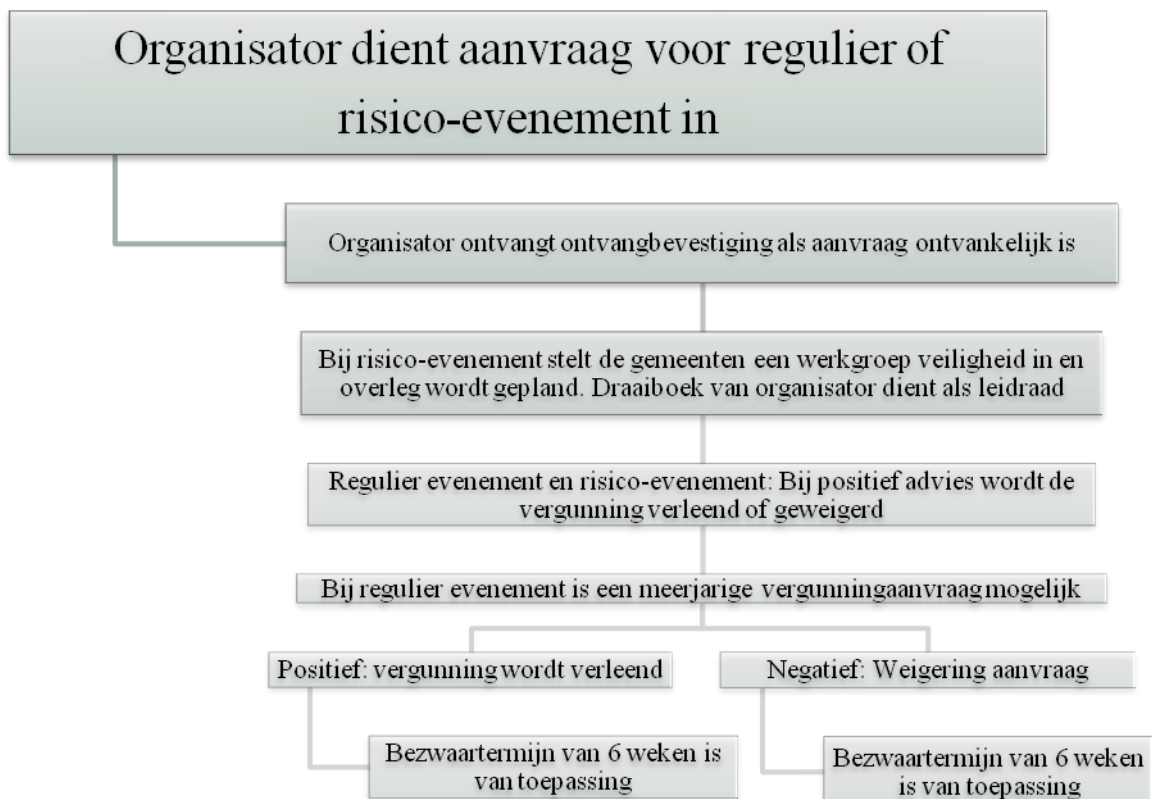 Organisator dient aanvraag voor regulier of
risico-evenement in
Organisator ontvangt ontvangbevestiging als aanvraag ontvankelijk is
Bij risico-evenement stelt de gemeenten een werkgroep veiligheid in en
overleg wordt gepland. Draaiboek van organisator dient als leidraad
Regulier evenement en risico-evenement: Bij positief advies wordt de
vergunning verleend of geweigerd
Bij regulier evenement is een meerjarige vergunningaanvraag mogelijk
Positief: vergunning wordt verleend
Negatief: Weigering aanvraag
Bezwaartermijn van 6 weken is
van toepassing
Bezwaartermijn van 6 weken
is van toepassing